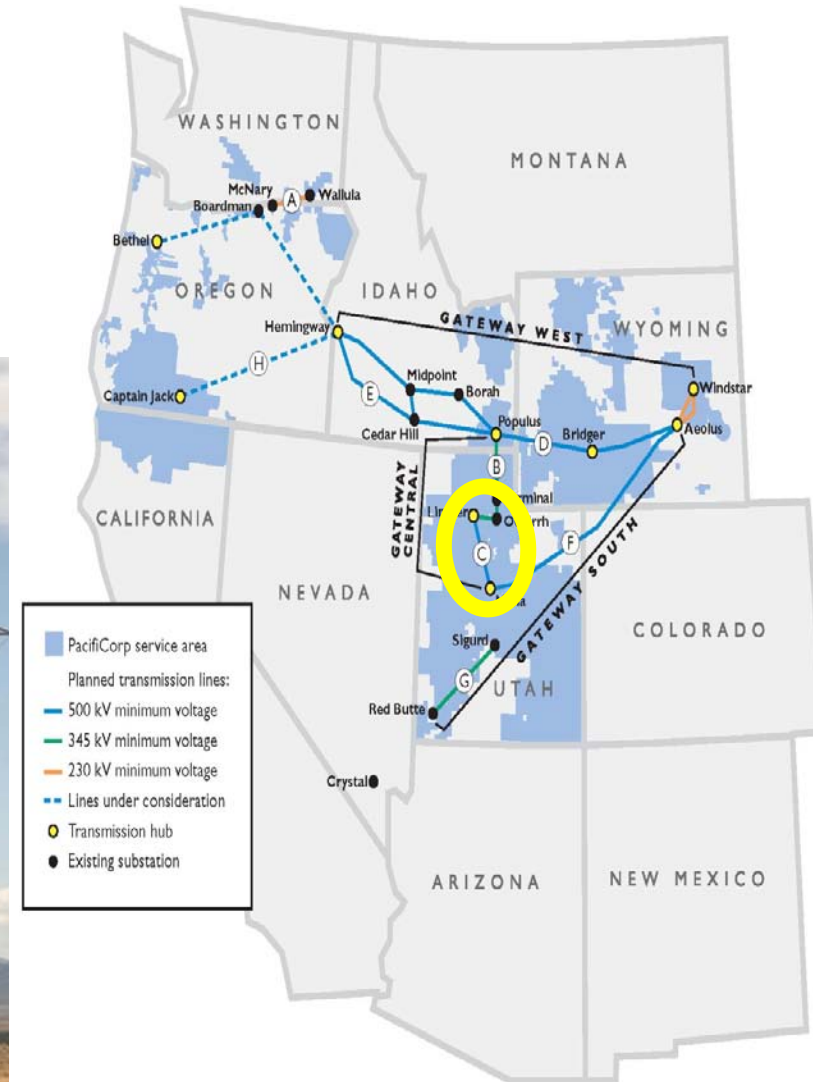 WASHINGTON
MONTANA
McNary
A
Wallula
Boardman
Bethel
OREGON
IDAHO
Hemingway
GATEWAY WEST
WYOMING
H
Captain Jack
E
Midpoint
Borah
Windstar
Cedar Hill
Populus
D
Bridger
Aeolus
B
GATEWAY CENTRAL
CALIFORNIA
C
F
GATEWAY SOUTH
NEVADA
COLORADO
Sigurd
G
UTAH
Red Butte
Crystal
ARIZONA
NEW MEXICO
PacifiCorp service area
Planned transmission lines:
500 kV minimum voltage
345 kV minimum voltage
230 kV minimum voltage
Lines under consideration
Transmission hub
Existing substation